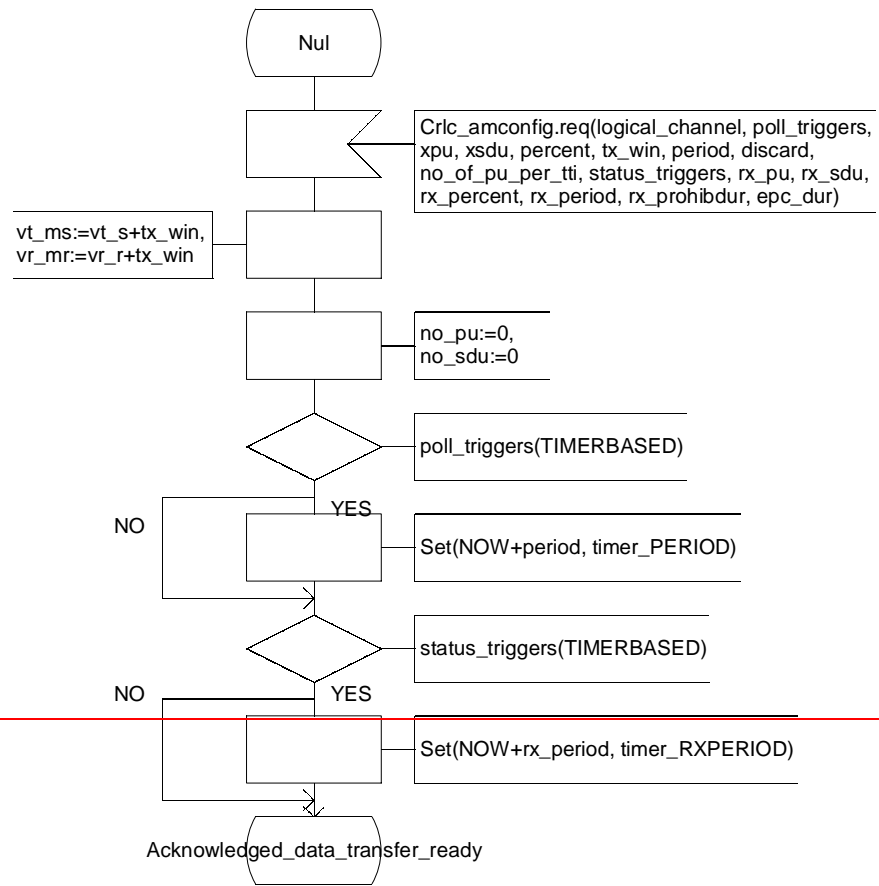 Nul
Crlc_amconfig.req(logical_channel, poll_triggers,
xpu, xsdu, percent, tx_win, period, discard,
no_of_pu_per_tti, status_triggers, rx_pu, rx_sdu,
rx_percent, rx_period, rx_prohibdur, epc_dur)
vt_ms:=vt_s+tx_win,
vr_mr:=vr_r+tx_win
no_pu:=0,
no_sdu:=0
poll_triggers(TIMERBASED)
YES
NO
Set(NOW+period, timer_PERIOD)
status_triggers(TIMERBASED)
NO
YES
Set(NOW+rx_period, timer_RXPERIOD)
Acknowledged_data_transfer_ready